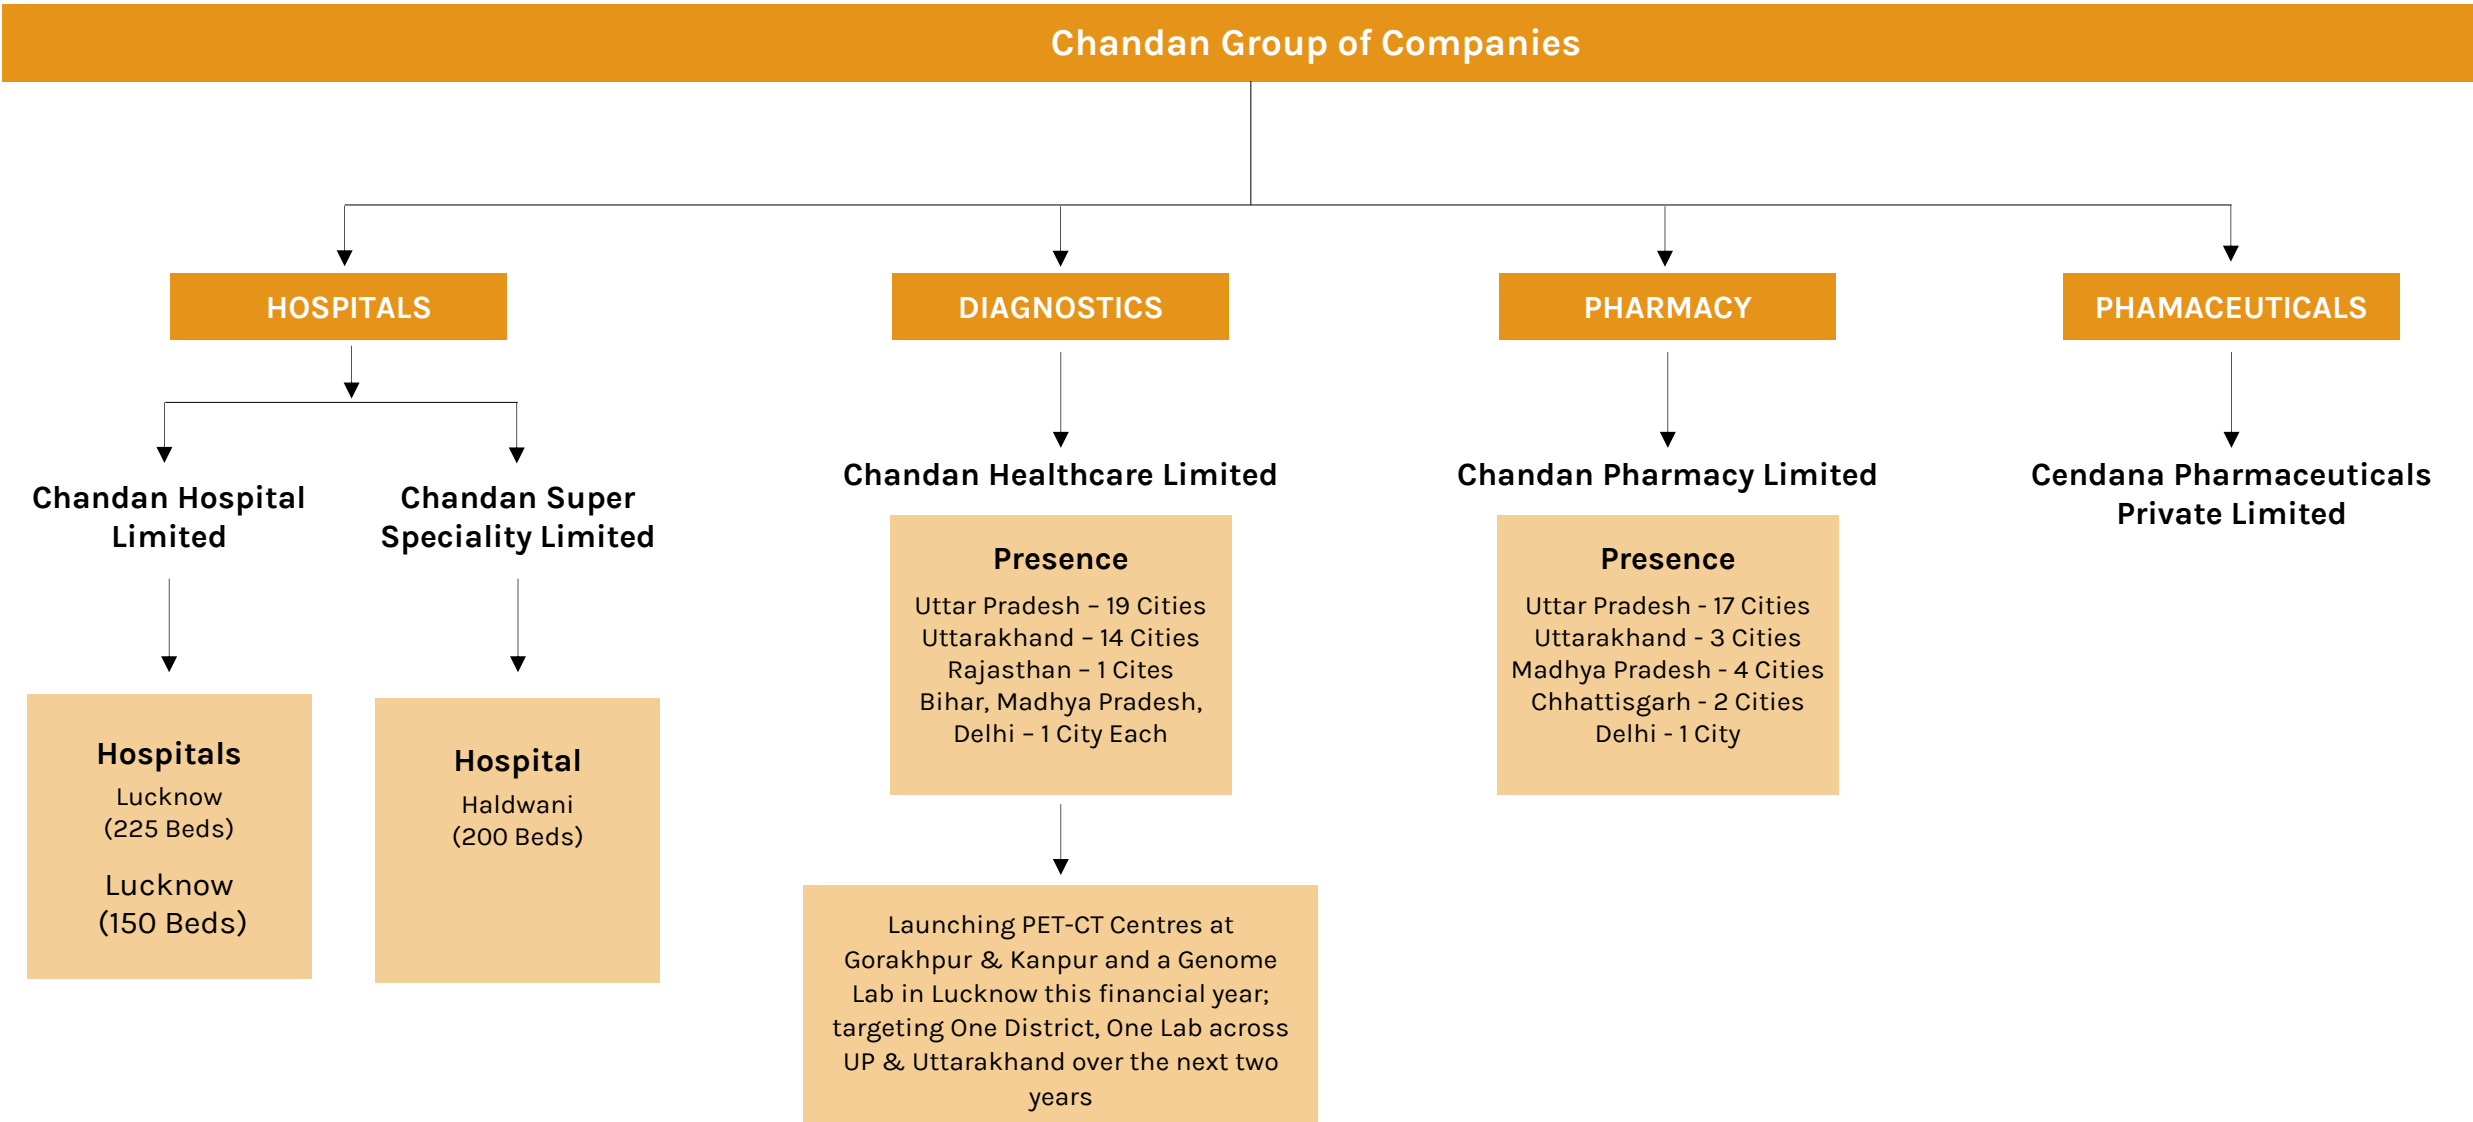 Chandan Group of Companies
HOSPITALS
DIAGNOSTICS
PHARMACY
PHAMACEUTICALS
Chandan Hospital
Limited
Chandan Super
Speciality Limited
Chandan Healthcare Limited
Chandan Pharmacy Limited
Cendana Pharmaceuticals
Private Limited
Hospitals
Lucknow
(225 Beds)
Lucknow
(150 Beds)
Hospital
Haldwani
(200 Beds)
Presence
Uttar Pradesh – 19 Cities
Uttarakhand – 14 Cities
Rajasthan – 1 Cites
Bihar, Madhya Pradesh,
Delhi – 1 City Each
Launching PET-CT Centres at
Gorakhpur & Kanpur and a Genome
Lab in Lucknow this financial year;
targeting One District, One Lab across
UP & Uttarakhand over the next two
years
Presence
Uttar Pradesh - 17 Cities
Uttarakhand - 3 Cities
Madhya Pradesh - 4 Cities
Chhattisgarh - 2 Cities
Delhi - 1 City